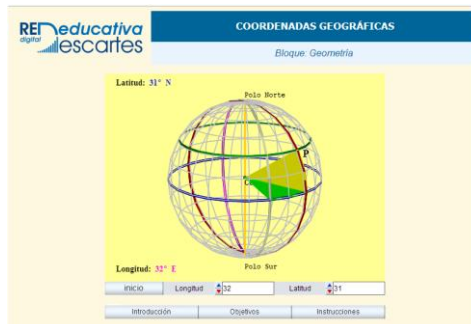 RED educativa
digital descartes
COORDENADAS GEOGRÁFICAS
Bloque: Geometría
Latitud: 31° N
Polo Norte
P
C
Polo Sur
Longitud: 32° E
Inicio
Longitud 32
Latitud 31
Introducción
Objetivos
Instrucciones